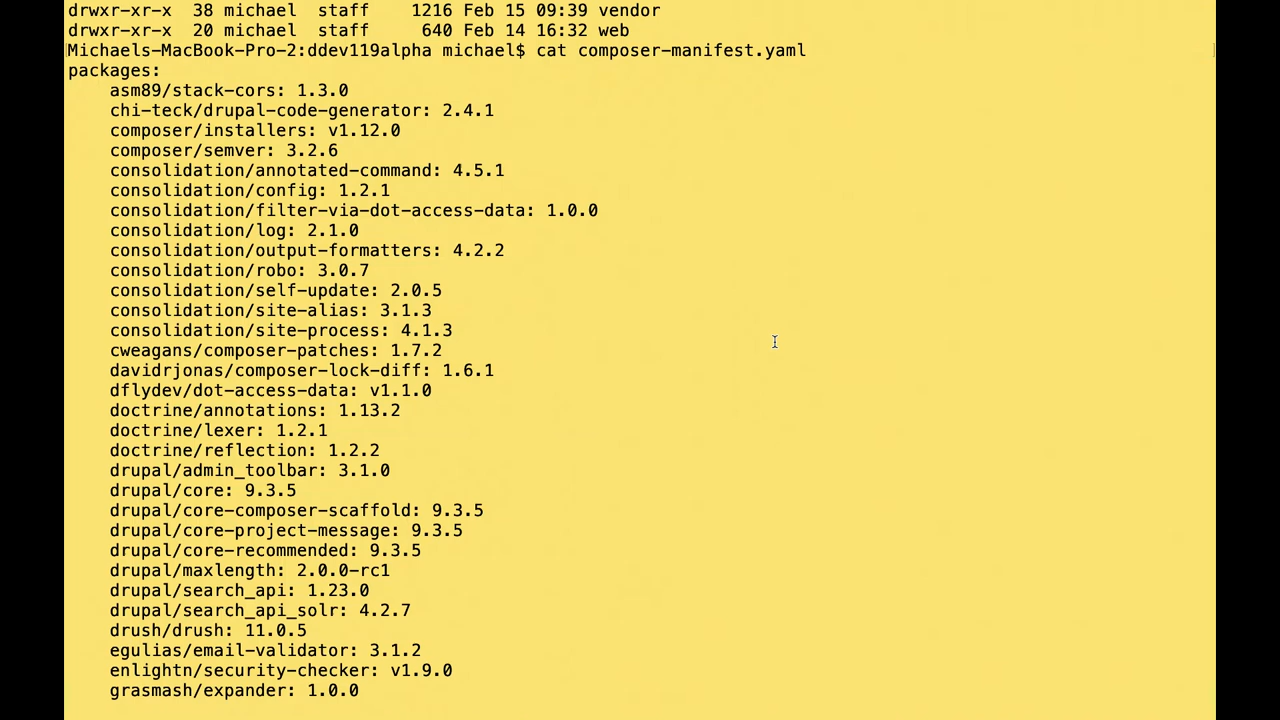 drwxr-xr-x  38 michael  staff    1216 Feb 15 09:39 vendor
drwxr-xr-x  20 michael  staff     640 Feb 14 16:32 web
Michaels-MacBook-Pro-2:ddev119alpha michael$ cat composer-manifest.yaml
packages:
    asm89/stack-cors: 1.3.0
    chi-teck/drupal-code-generator: 2.4.1
    composer/installers: v1.12.0
    composer/semver: 3.2.6
    consolidation/annotated-command: 4.5.1
    consolidation/config: 1.2.1
    consolidation/filter-via-dot-access-data: 1.0.0
    consolidation/log: 2.1.0
    consolidation/output-formatters: 4.2.2
    consolidation/robo: 3.0.7
    consolidation/self-update: 2.0.5
    consolidation/site-alias: 3.1.3
    consolidation/site-process: 4.1.3
    cweagans/composer-patches: 1.7.2
    davidrjonas/composer-lock-diff: 1.6.1
    dflydev/dot-access-data: v1.1.0
    doctrine/annotations: 1.13.2
    doctrine/lexer: 1.2.1
    doctrine/reflection: 1.2.2
    drupal/admin_toolbar: 3.1.0
    drupal/core: 9.3.5
    drupal/core-composer-scaffold: 9.3.5
    drupal/core-project-message: 9.3.5
    drupal/core-recommended: 9.3.5
    drupal/maxlength: 2.0.0-rc1
    drupal/search_api: 1.23.0
    drupal/search_api_solr: 4.2.7
    drush/drush: 11.0.5
    egulias/email-validator: 3.1.2
    enlightn/security-checker: v1.9.0
    grasmash/expander: 1.0.0